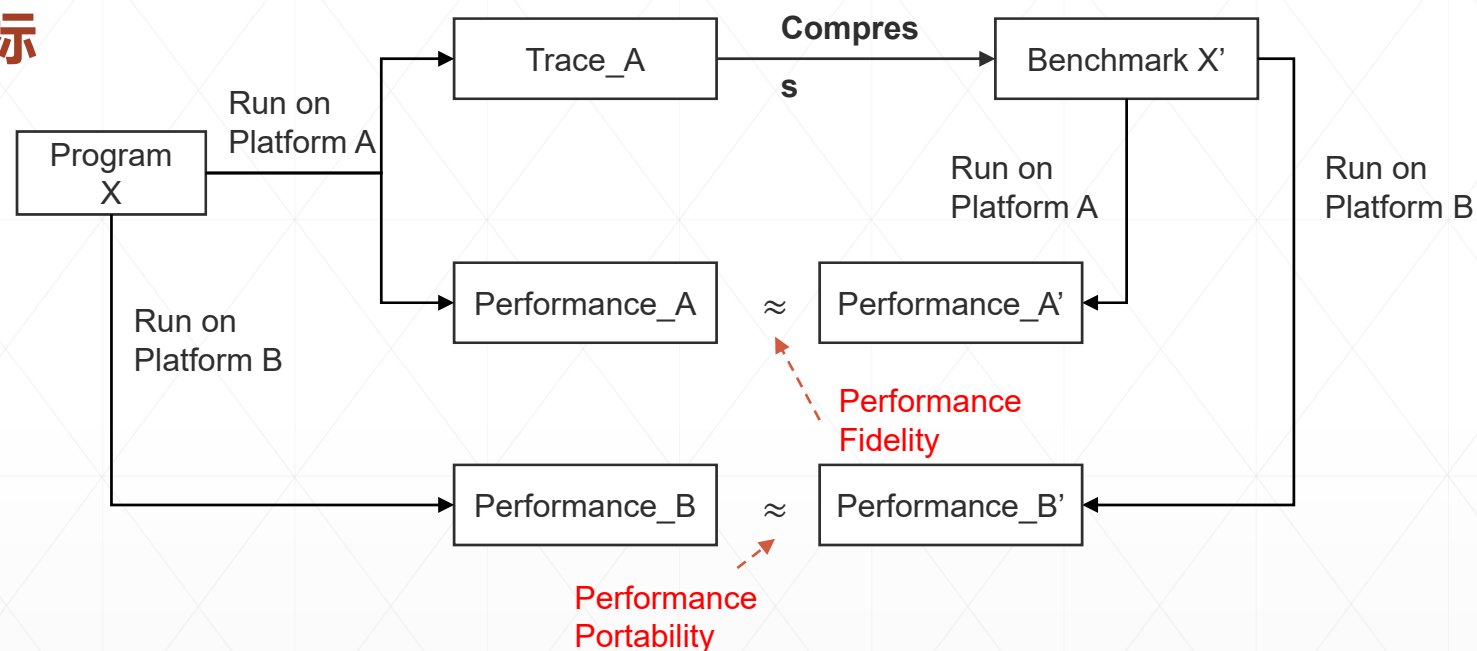 示
Compres
s
Trace_A
Benchmark X’
Run on
Platform A
Program
X
Run on
Platform A
Run on
Platform B
Performance_A
≈
Performance_A’
Run on
Platform B
Performance
Fidelity
Performance_B
≈
Performance_B’
Performance
Portability